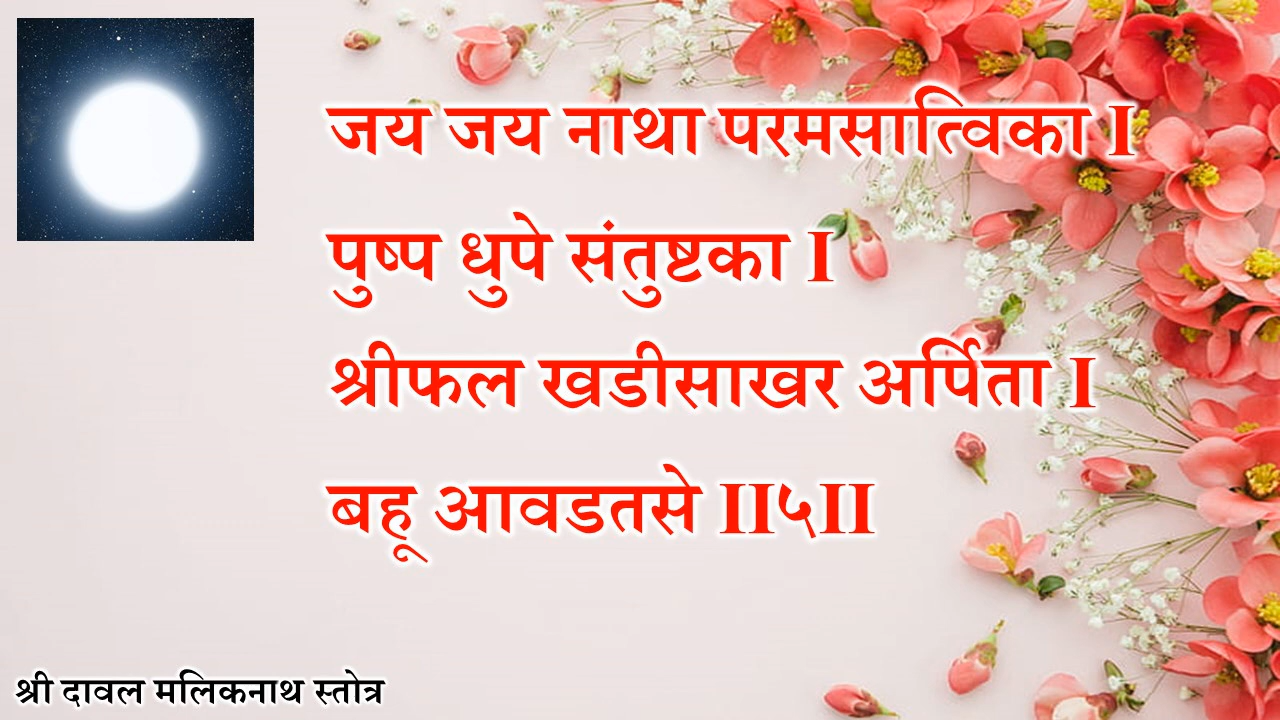 जय जय नाथा परमसात्विका I
पुष्प धुपे संतुष्टका I
श्रीफल खडीसाखर अर्पिता I
बहू आवडतसे II५II
श्री दावल मलिकनाथ स्तोत्र